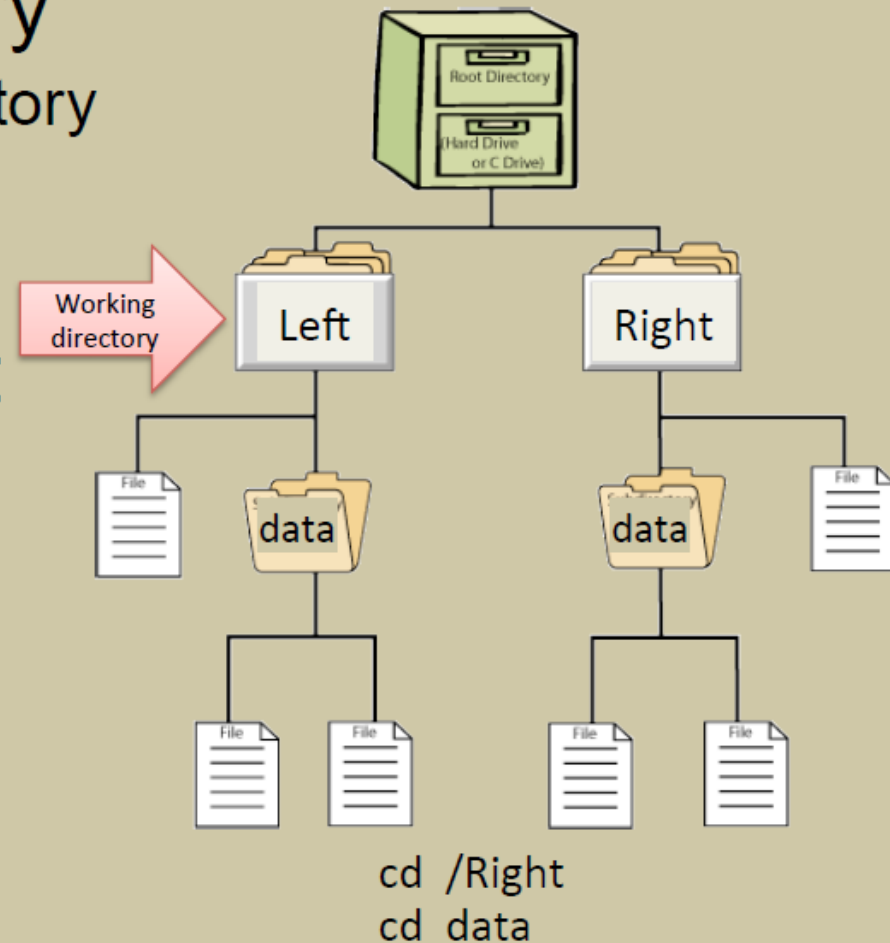 y
tory
Root Directory
(Hard Drive
or C Drive)
Working
directory
Left
Right
File
data
data
File
File
File
File
File
cd /Right
cd data